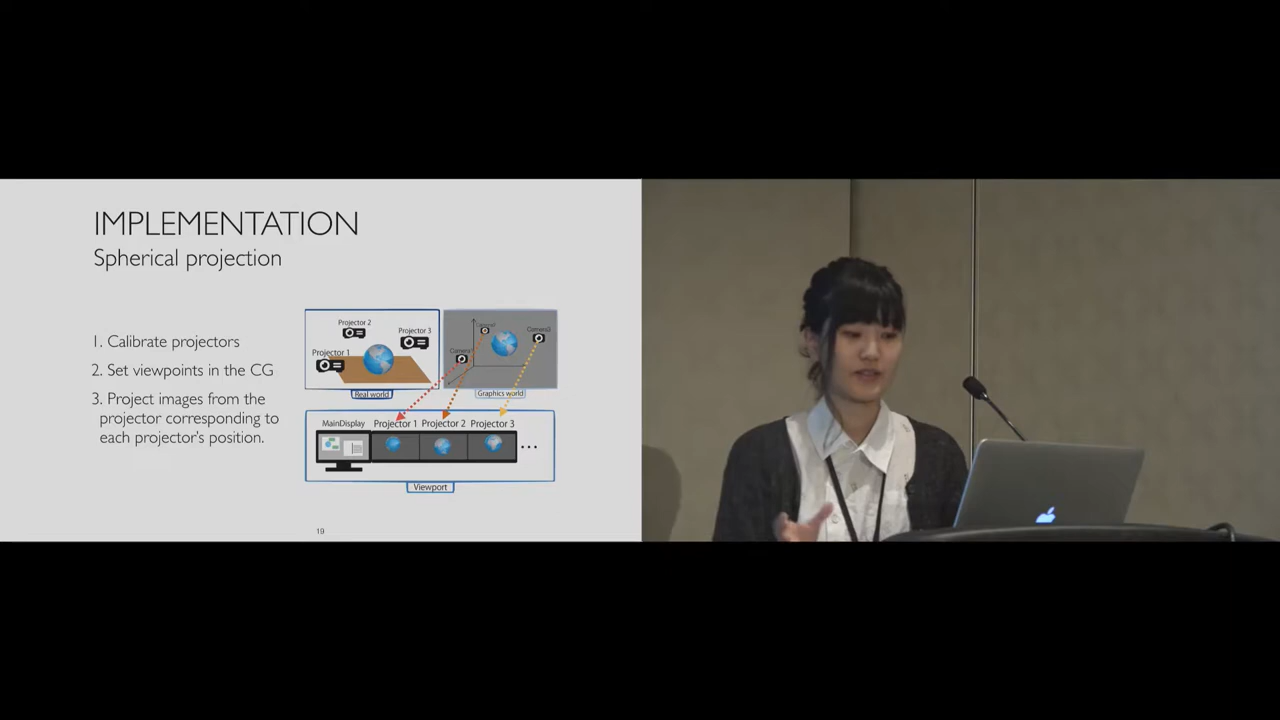 IMPLEMENTATION
Spherical projection
1. Calibrate projectors
2. Set viewpoints in the CG
3. Project images from the
projector corresponding to
each projector's position.
Projector 2
Projector 3
Projector 1
Real world
Camera3
Graphics world
MainDisplay
Projector 1
Projector 2
Projector 3
...
Viewport
19